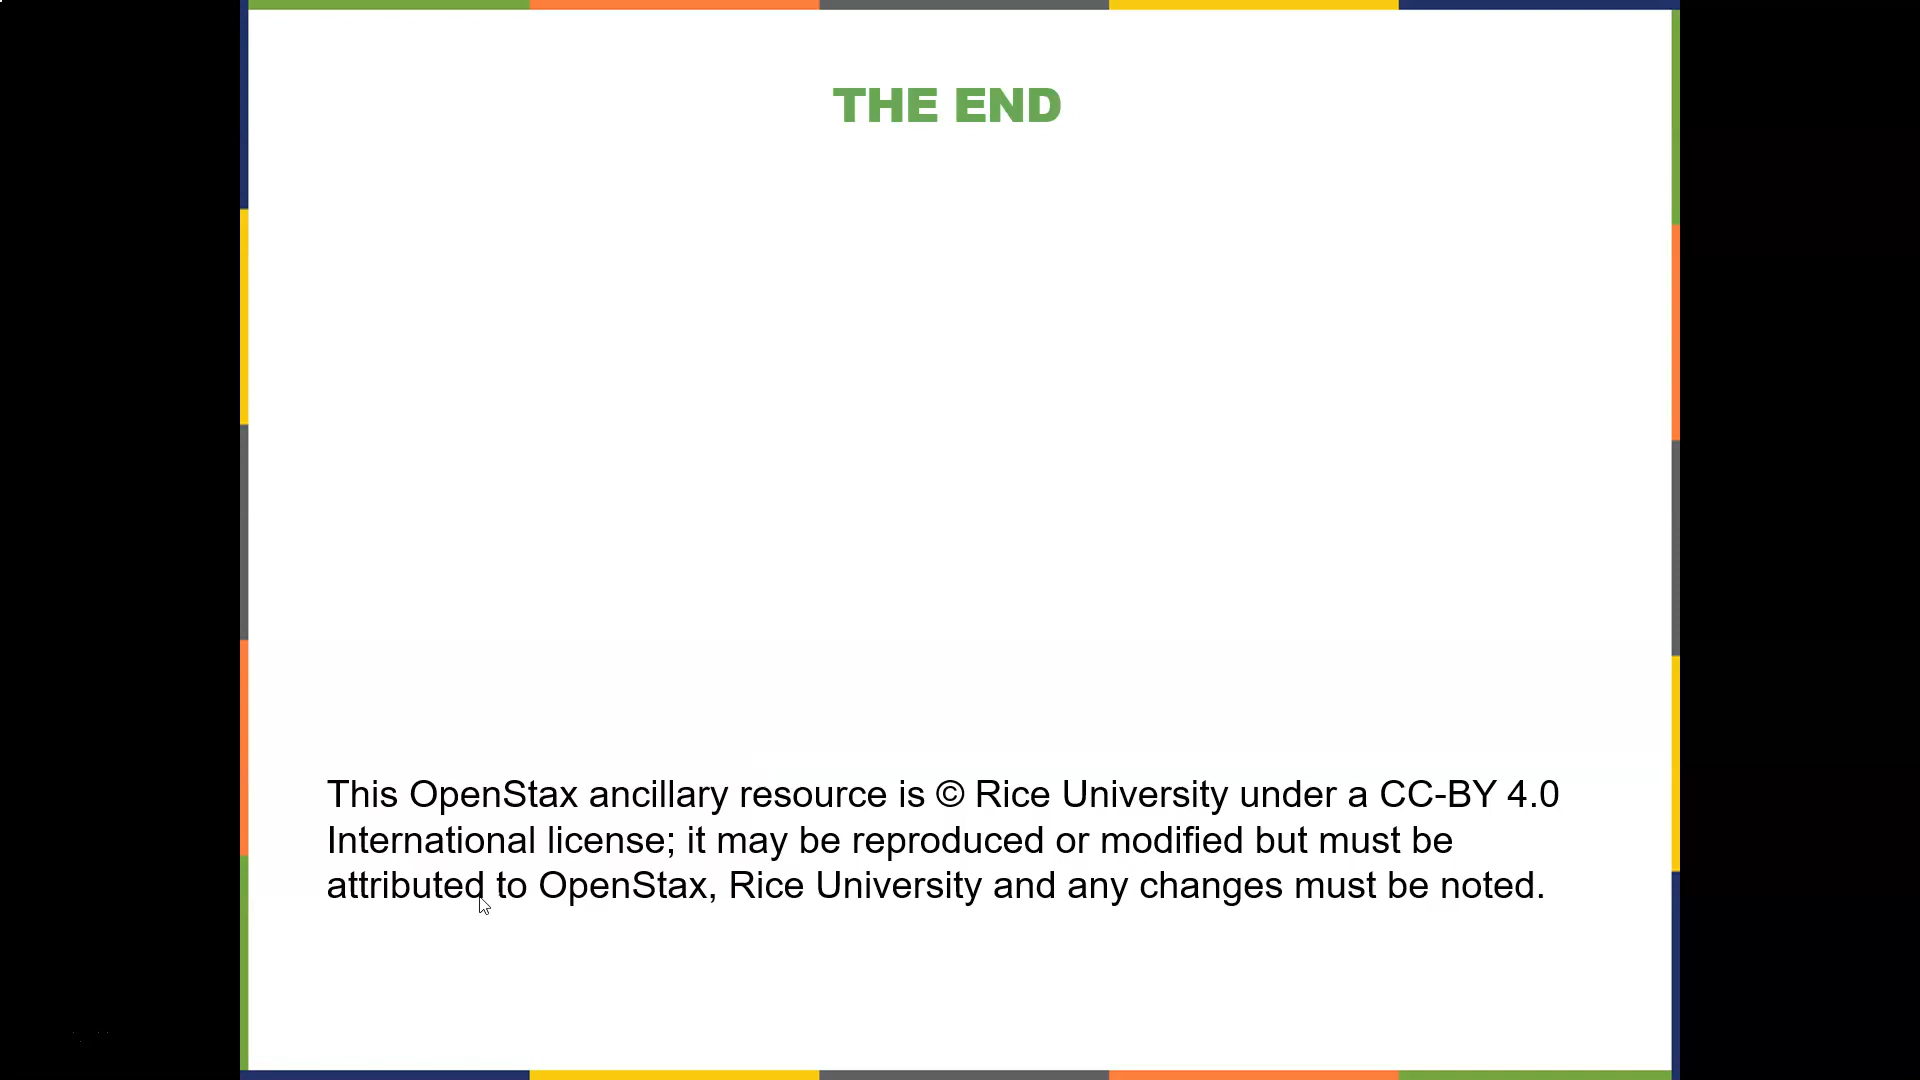 THE END
This OpenStax ancillary resource is © Rice University under a CC-BY 4.0
International license; it may be reproduced or modified but must be
attributed to OpenStax, Rice University and any changes must be noted.